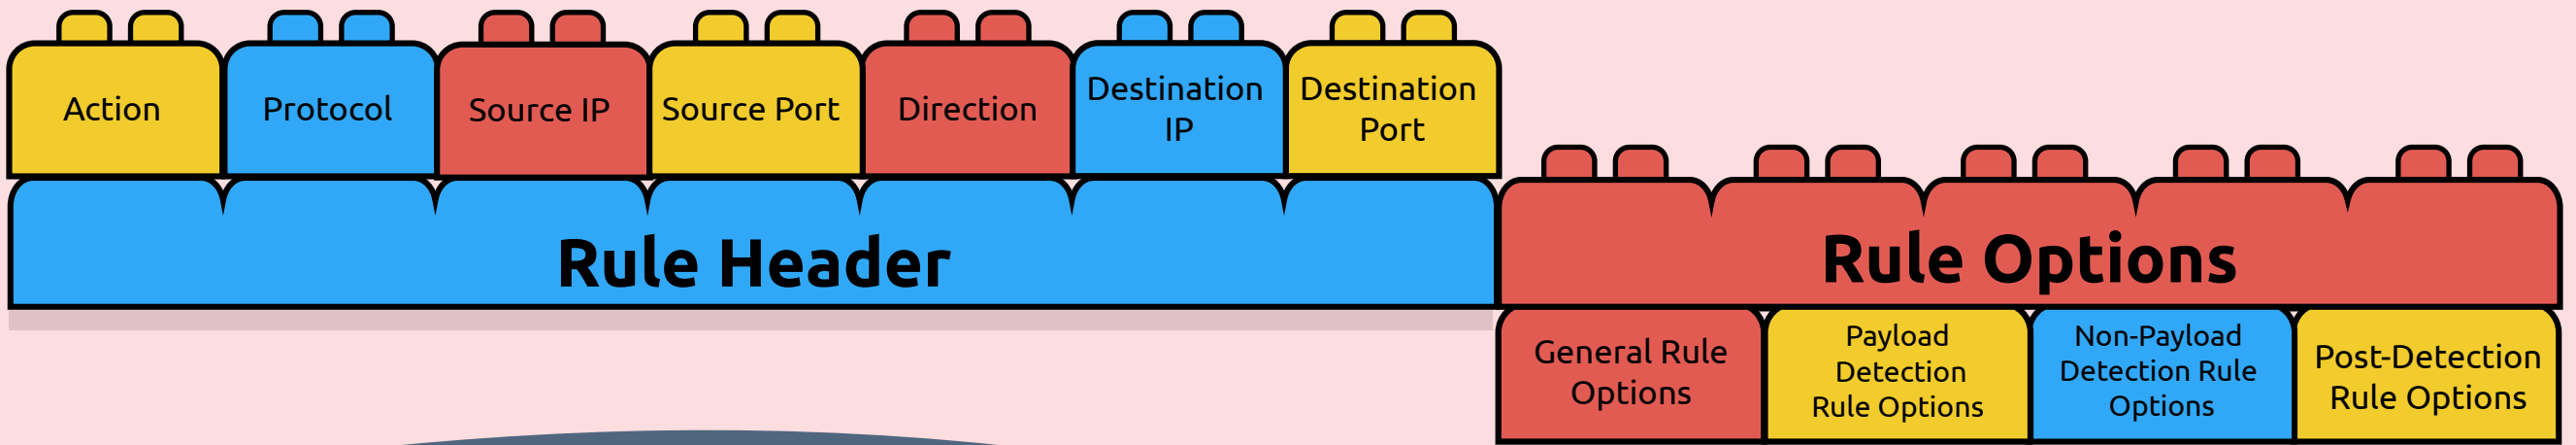 Action
Protocol
Source IP
Source Port
Direction
Destination
IP
Destination
Port
Rule Header
Rule Options
General Rule
Options
Payload
Detection
Rule Options
Non-Payload
Detection Rule
Options
Post-Detection
Rule Options